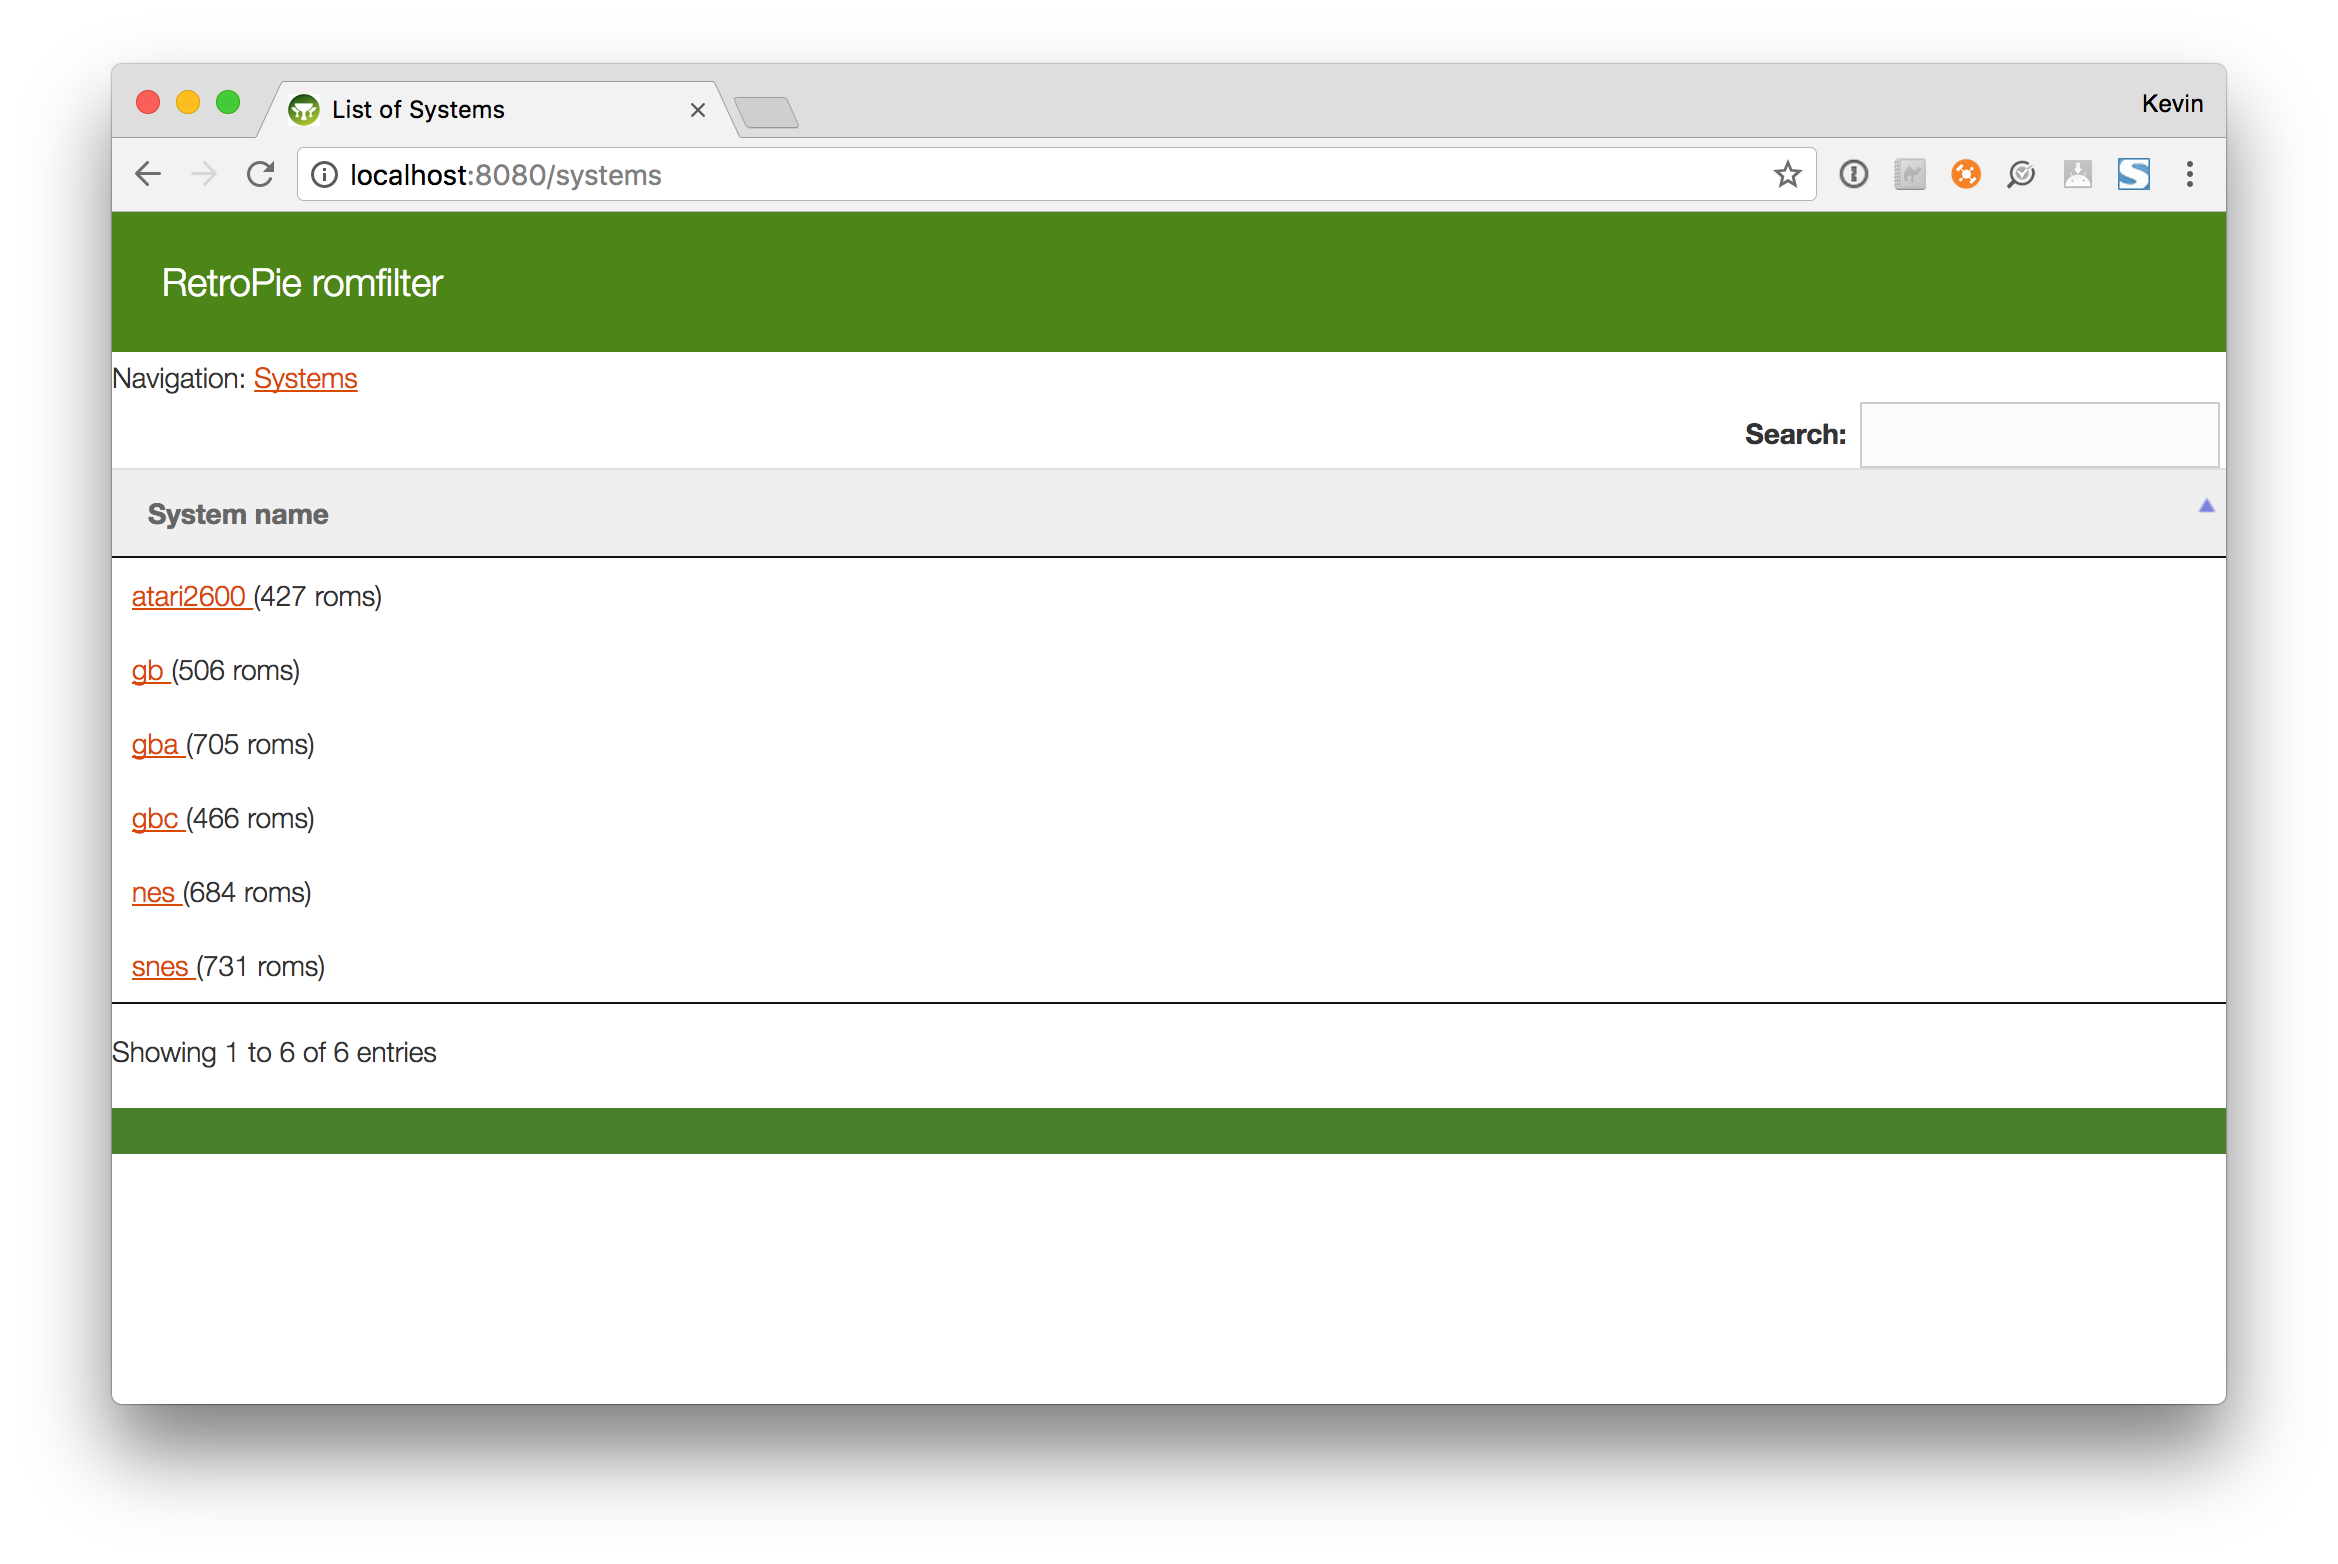 List of Systems
Kevin
localhost:8080/systems
RetroPie romfilter
Navigation: Systems
Search:
System name
atari2600 (427 roms)
gb (506 roms)
gba (705 roms)
gbc (466 roms)
nes (684 roms)
snes (731 roms)
Showing 1 to 6 of 6 entries